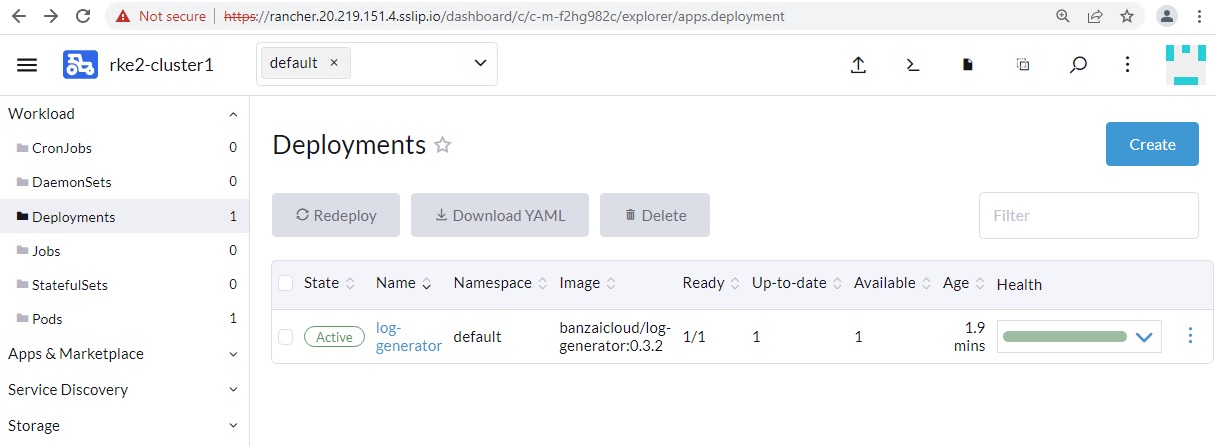 Not secure
https://rancher.20.219.151.4.sslip.io/dashboard/c/c-m-f2hg982c/explorer/apps.deployment
rke2-cluster1
default ×
Workload
CronJobs 0
DaemonSets 0
Deployments 1
Jobs 0
StatefulSets 0
Pods 1
Apps & Marketplace
Service Discovery
Storage
Deployments
Create
Redeploy
Download YAML
Delete
Filter
State Name Namespace Image Ready Up-to-date Available Age Health
Active log- default banzaicloud/log- 1/1 1 1 1.9
generator generator:0.3.2 mins